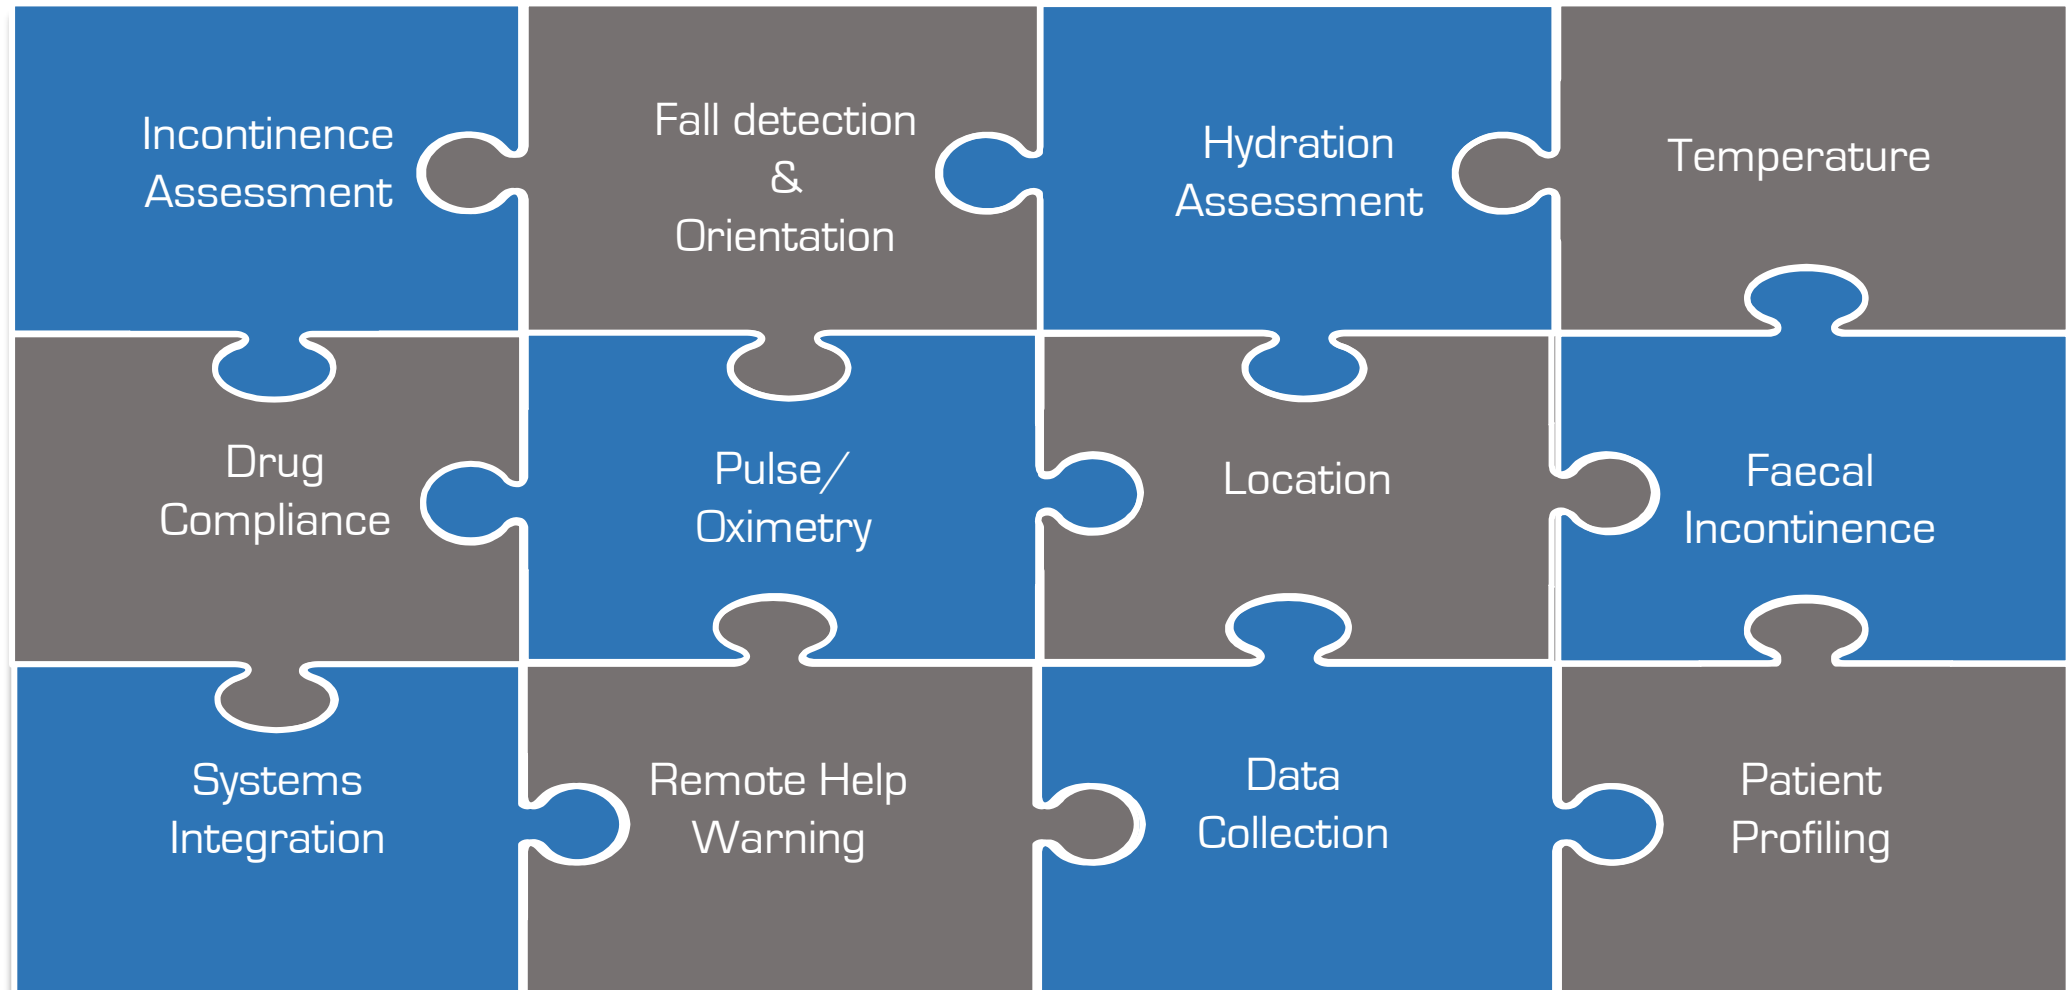 Incontinence
Assessment
Fall detection
&
Orientation
Hydration
Assessment
Temperature
Drug
Compliance
Pulse/
Oximetry
Location
Faecal
Incontinence
Systems
Integration
Remote Help
Warning
Data
Collection
Patient
Profiling